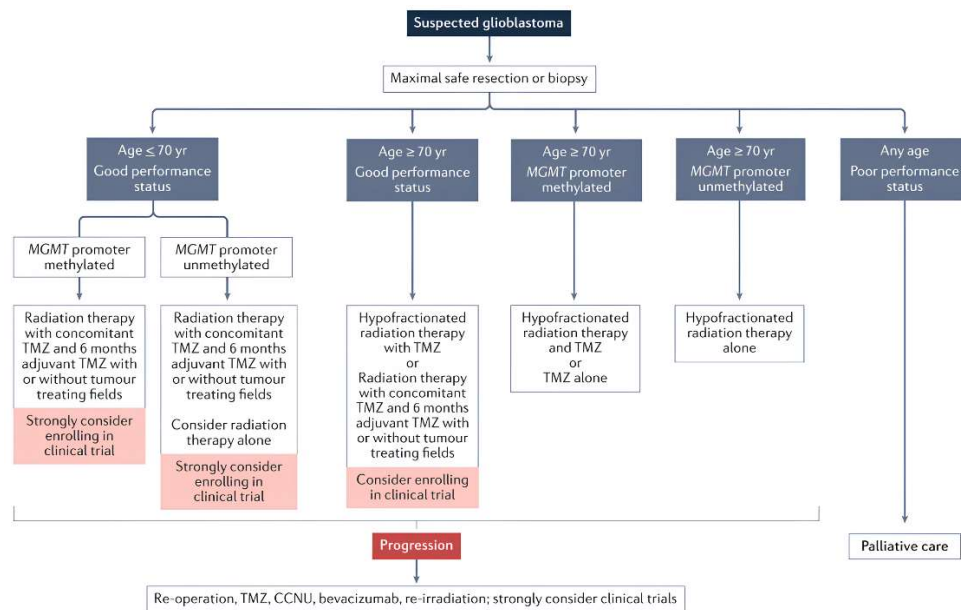 Suspected glioblastoma
Maximal safe resection or biopsy
Age ≤ 70 yr
Good performance
status
Age ≥ 70 yr
Good performance
status
Age ≥ 70 yr
MGMT promoter
methylated
Age ≥ 70 yr
MGMT promoter
unmethylated
Any age
Poor performance
status
MGMT promoter
methylated
MGMT promoter
unmethylated
Radiation therapy
with concomitant
TMZ and 6 months
adjuvant TMZ with
or without tumour
treating fields
Strongly consider
enrolling in
clinical trial
Radiation therapy
with concomitant
TMZ and 6 months
adjuvant TMZ with
or without tumour
treating fields
Consider radiation
therapy alone
Strongly consider
enrolling in
clinical trial
Hypofractionated
radiation therapy
with TMZ
or
Radiation therapy
with concomitant
TMZ and 6 months
adjuvant TMZ with
or without tumour
treating fields
Consider enrolling
in clinical trial
Hypofractionated
radiation therapy
and TMZ
or
TMZ alone
Hypofractionated
radiation therapy
alone
Progression
Palliative care
Re-operation, TMZ, CCNU, bevacizumab, re-irradiation; strongly consider clinical trials